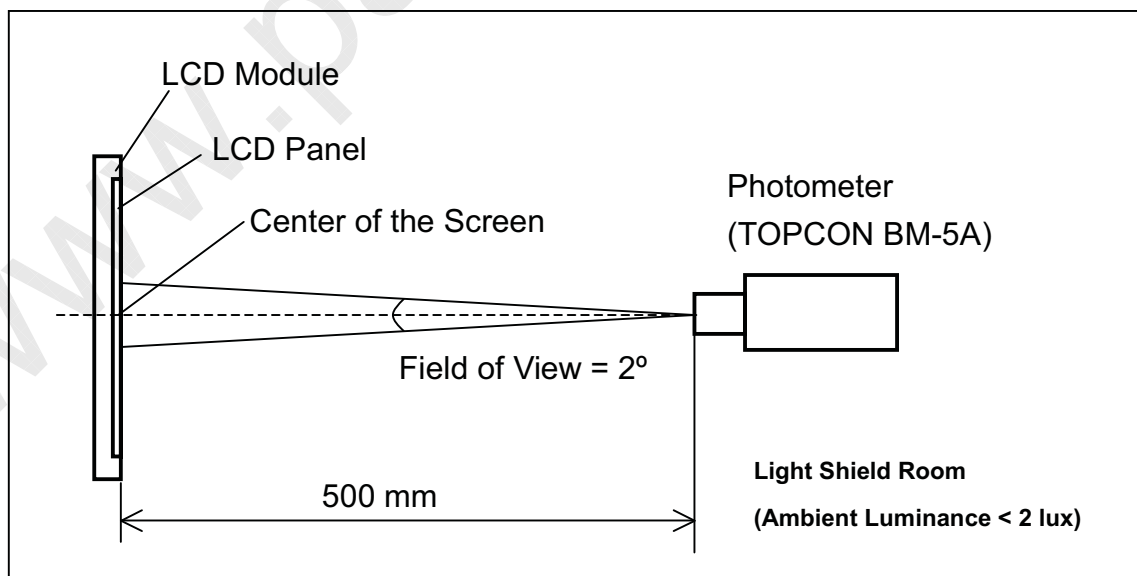 LCD Module
LCD Panel
Center of the Screen
Photometer
(TOPCON BM-5A)
Field of View = 2º
500 mm
Light Shield Room
(Ambient Luminance < 2 lux)
www.p